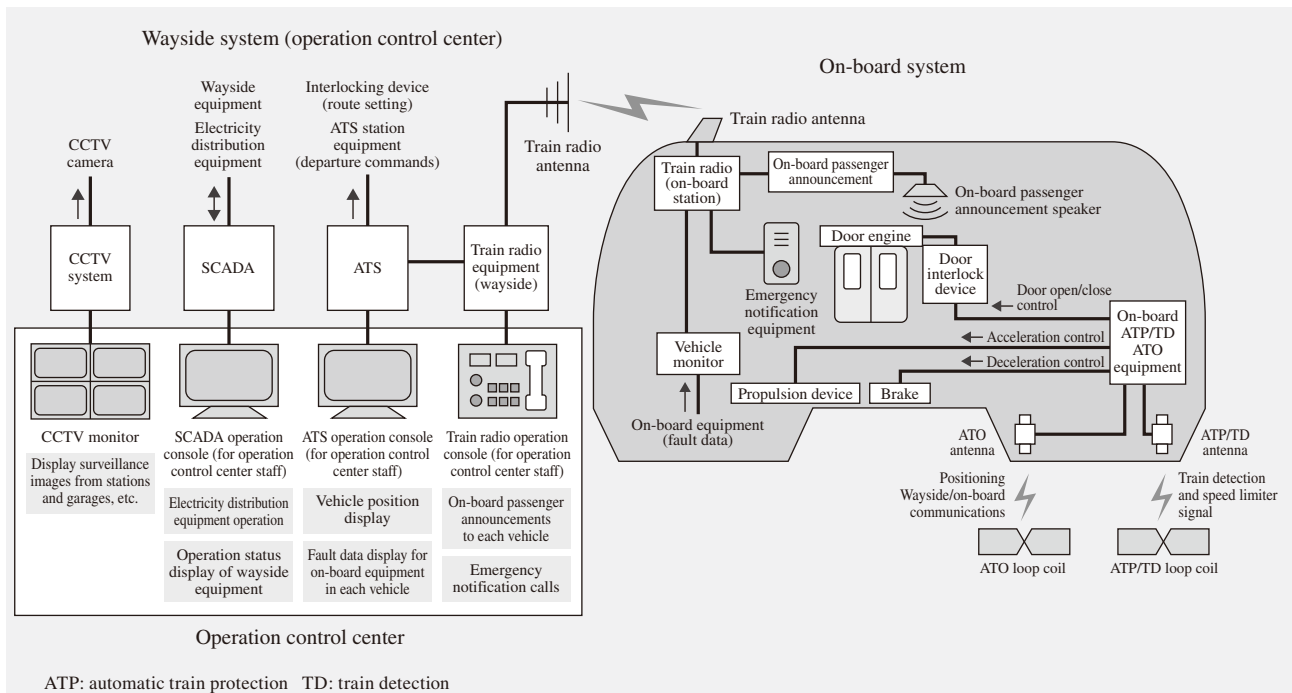 Wayside system (operation control center)
On-board system
Wayside
equipment
Electricity
distribution
equipment
Interlocking device
(route setting)
ATS station
equipment
(departure commands)
CCTV
camera
Train radio
antenna
CCTV
system
SCADA
ATS
Train radio
equipment
(wayside)
CCTV monitor
Display surveillance
images from stations
and garages, etc.
SCADA operation
console (for operation
control center staff)
Electricity distribution
equipment operation
Operation status
display of wayside
equipment
ATS operation console
(for operation control
center staff)
Vehicle position
display
Fault data display for
on-board equipment
in each vehicle
Train radio operation
console (for operation
control center staff)
On-board passenger
announcements
to each vehicle
Emergency
notification calls
Operation control center
Train radio antenna
Train radio
(on-board
station)
On-board passenger
announcement
On-board passenger
announcement speaker
Door engine
Door
interlock
device
Emergency
notification
equipment
Door open/close
control
On-board
ATP/TD
ATO
equipment
Acceleration control
Deceleration control
Vehicle
monitor
Propulsion device
Brake
On-board equipment
(fault data)
ATO
antenna
ATP/TD
antenna
Positioning
Wayside/on-board
communications
Train detection
and speed limiter
signal
ATO loop coil
ATP/TD loop coil
ATP: automatic train protection TD: train detection